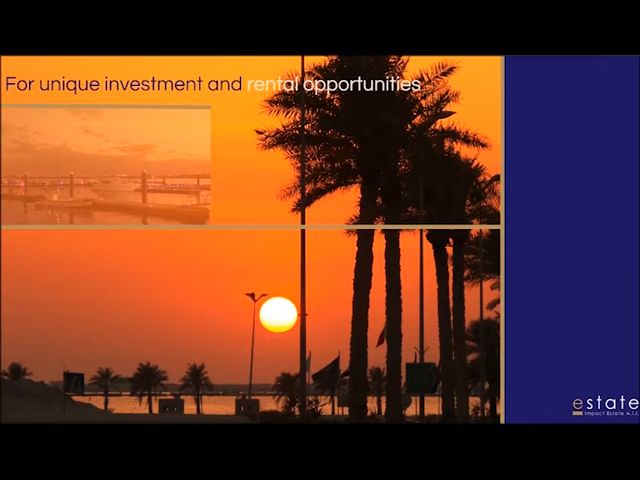 For unique investment and rental opportunities
estate
Impact Estate w.l.l.